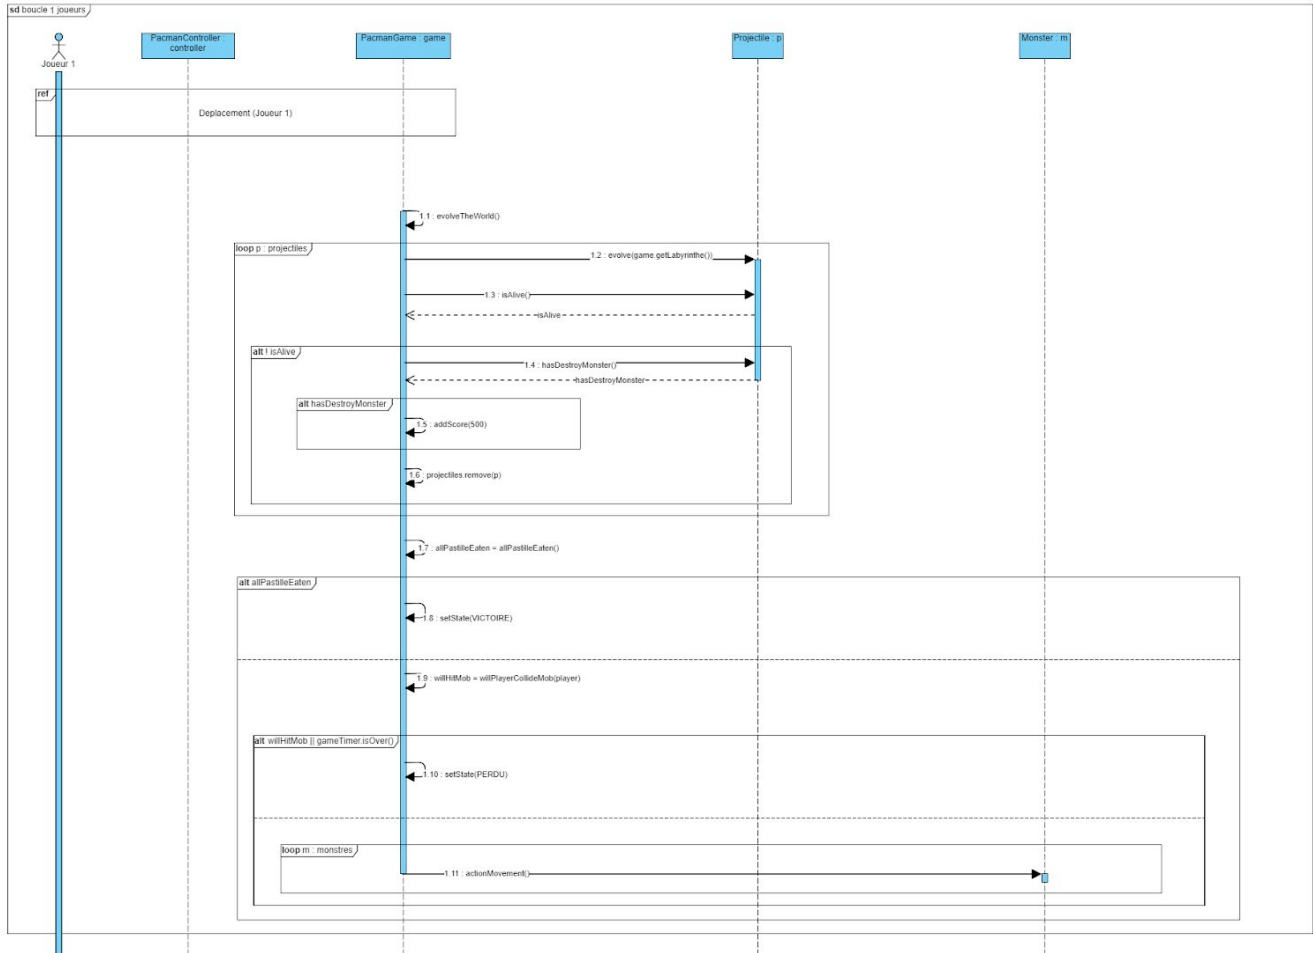 sd boucle 1 joueurs
Joueur 1
PacmanController :
controller
PacmanGame : game
Projectile : p
Monster : m
ref
Deplacement (Joueur 1)
1.1 : evolveTheWorld()
loop p : projectiles
1.2 : evolve(game.getLabyrinthe())
1.3 : isAlive()
isAlive
alt ! isAlive
1.4 : hasDestroyMonster()
hasDestroyMonster
alt hasDestroyMonster
1.5 : addScore(500)
1.6 : projectiles.remove(p)
1.7 : allPastilleEaten = allPastilleEaten()
alt allPastilleEaten
1.8 : setState(VICTOIRE)
1.9 : willHitMob = willPlayerCollideMob(player)
alt willHitMob || gameTimer.isOver()
1.10 : setState(PERDU)
loop m : monstres
1.11 : actionMovement()